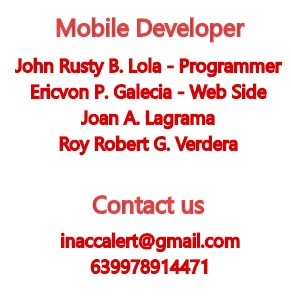 Mobile Developer
John Rusty B. Lola - Programmer
Ericvon P. Galecia - Web Side
Joan A. Lagrama
Roy Robert G. Verdera
Contact us
inaccalert@gmail.com
639978914471